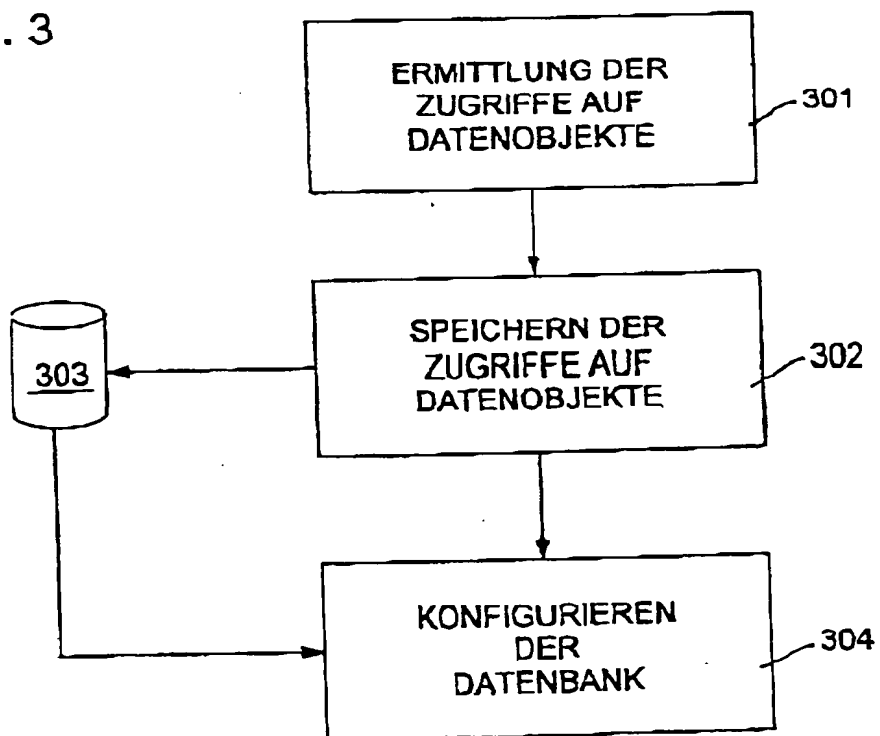 . 3
ERMITTLUNG DER
ZUGRIFFE AUF
DATENOBJEKTE
301
SPEICHERN DER
ZUGRIFFE AUF
DATENOBJEKTE
302
303
KONFIGURIEREN
DER
DATENBANK
304